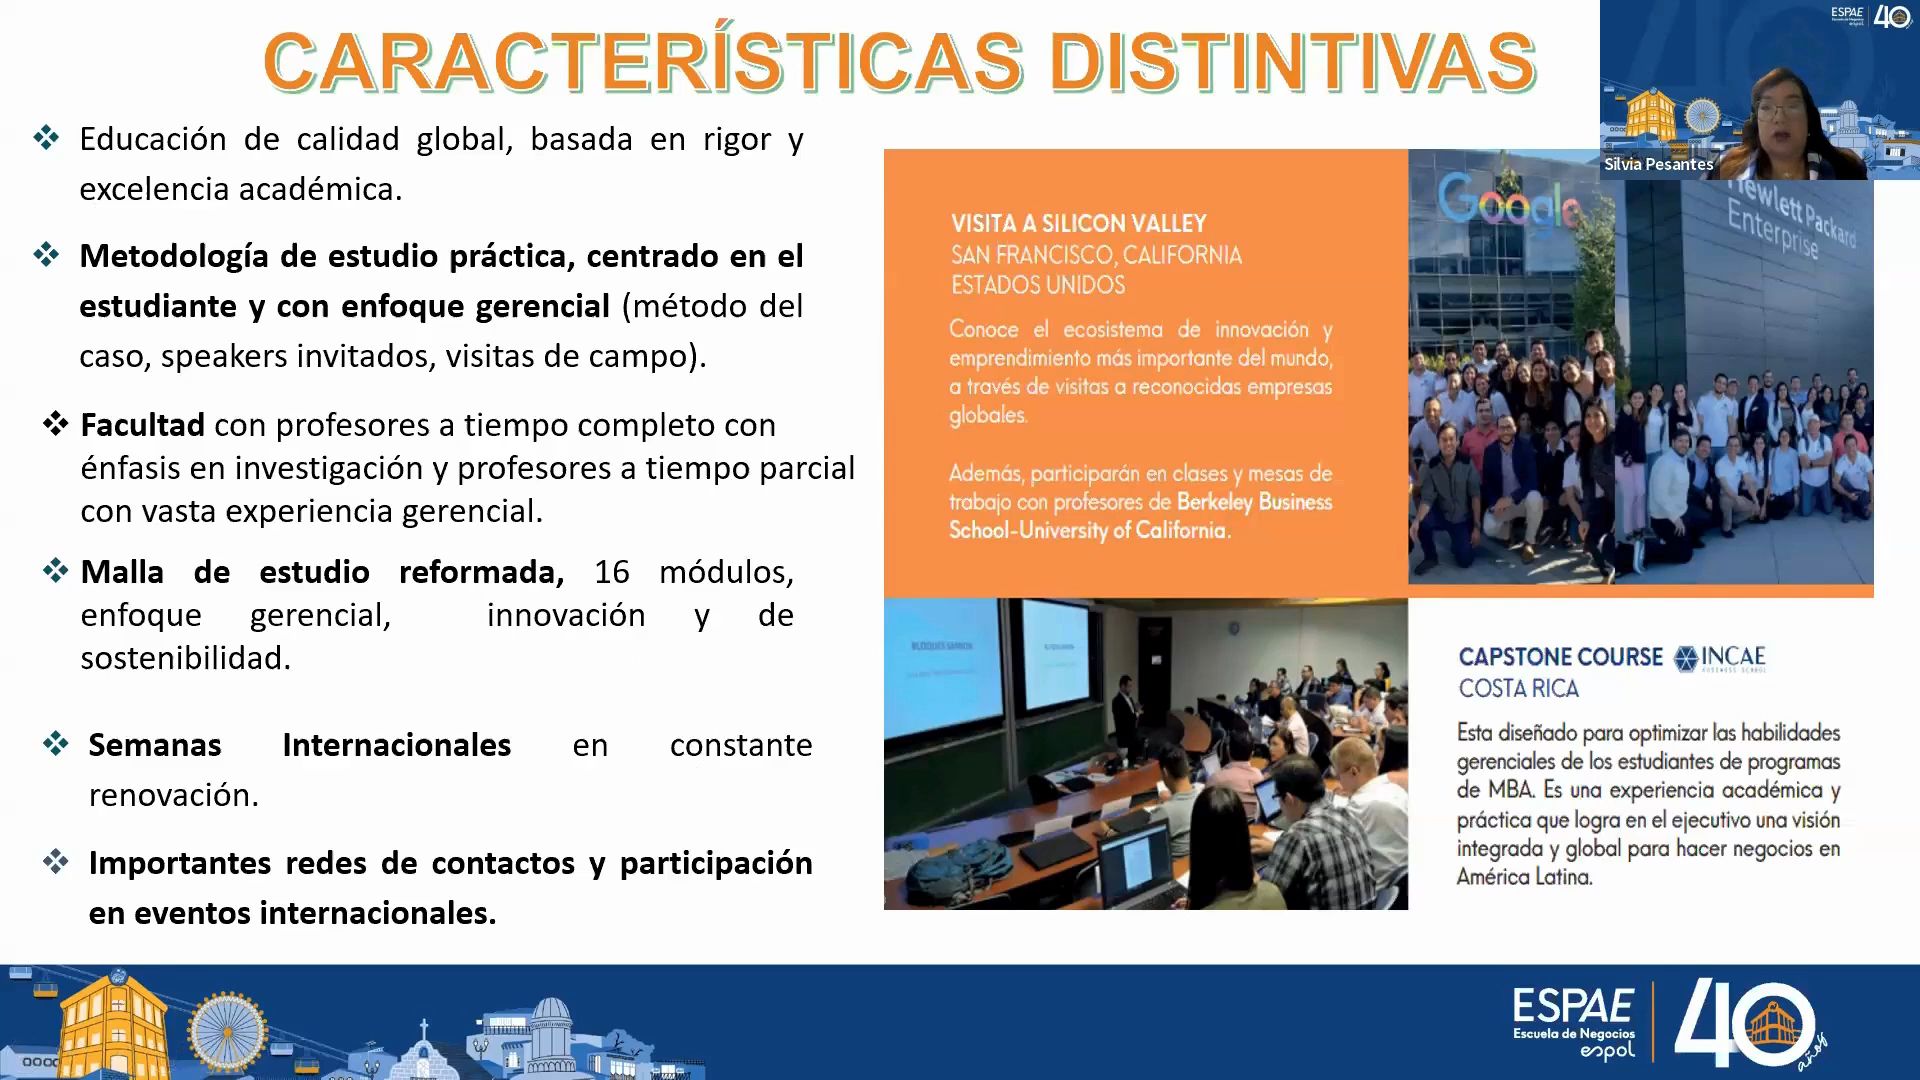 CARACTERÍSTICAS DISTINTIVAS
❖ Educación de calidad global, basada en rigor y
excelencia académica.
❖ Metodología de estudio práctica, centrado en el
estudiante y con enfoque gerencial (método del
caso, speakers invitados, visitas de campo).
❖ Facultad con profesores a tiempo completo con
énfasis en investigación y profesores a tiempo parcial
con vasta experiencia gerencial.
❖ Malla de estudio reformada, 16 módulos,
enfoque gerencial, innovación y de
sostenibilidad.
❖ Semanas Internacionales en constante
renovación.
❖ Importantes redes de contactos y participación
en eventos internacionales.
VISITA A SILICON VALLEY
SAN FRANCISCO, CALIFORNIA
ESTADOS UNIDOS
Conoce el ecosistema de innovación y
emprendimiento más importante del mundo,
a través de visitas a reconocidas empresas
globales.
Además, participarán en clases y mesas de
trabajo con profesores de Berkeley Business
School-University of California.
Google
Hewlett Packard
Enterprise
ESPAE
40
Silvia Pesantes
CAPSTONE COURSE INCAE
BUSINESS SCHOOL
COSTA RICA
Esta diseñado para optimizar las habilidades
gerenciales de los estudiantes de programas
de MBA. Es una experiencia académica y
práctica que logra en el ejecutivo una visión
integrada y global para hacer negocios en
América Latina.
ESPAE
Escuela de Negocios
espol
40
años